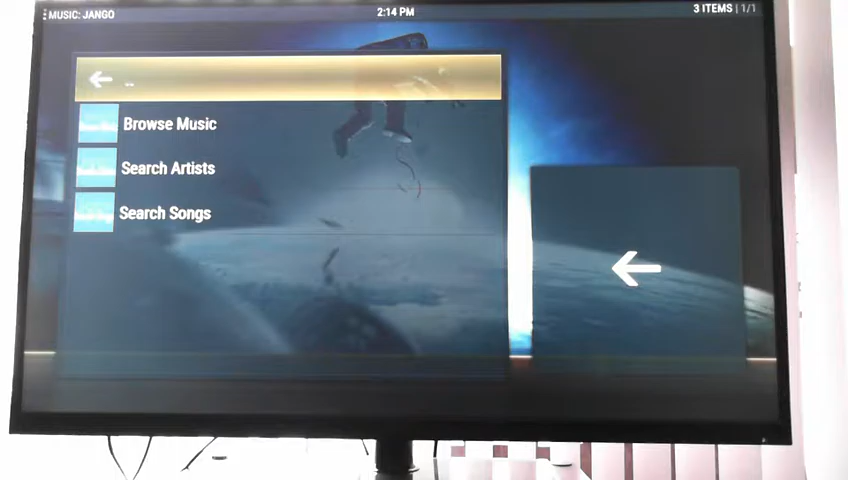 MUSIC: JANGO
2:14 PM
3 ITEMS | 1/1
..
Browse Music
Search Artists
Search Songs